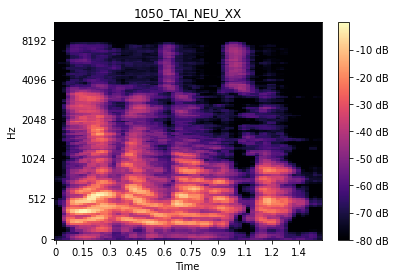 1050_TAI_NEU_XX
8192
4096
2048
1024
512
0
Hz
0 0.15 0.3 0.45 0.6 0.75 0.9 1.1 1.2 1.4
Time
-10 dB
-20 dB
-30 dB
-40 dB
-50 dB
-60 dB
-70 dB
-80 dB